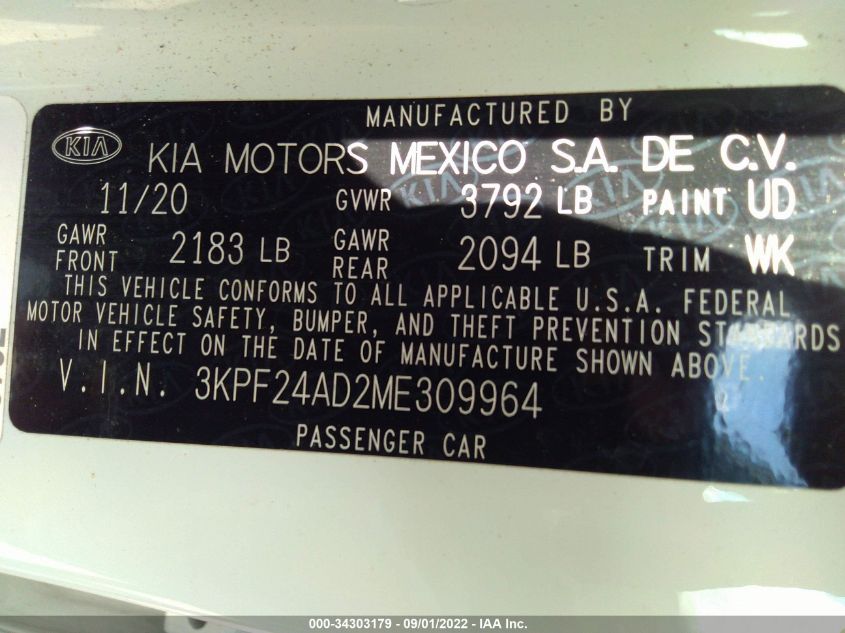 MANUFACTURED BY
KIA KIA MOTORS MEXICO S.A. DE C.V.
11/20 GVWR 3792 LB PAINT UD
GAWR FRONT 2183 LB GAWR REAR 2094 LB TRIM WK
THIS VEHICLE CONFORMS TO ALL APPLICABLE U.S.A. FEDERAL
MOTOR VEHICLE SAFETY, BUMPER, AND THEFT PREVENTION STANDARDS
IN EFFECT ON THE DATE OF MANUFACTURE SHOWN ABOVE.
V.I.N. 3KPF24AD2ME309964
PASSENGER CAR
000-34303179 - 09/01/2022 - IAA Inc.